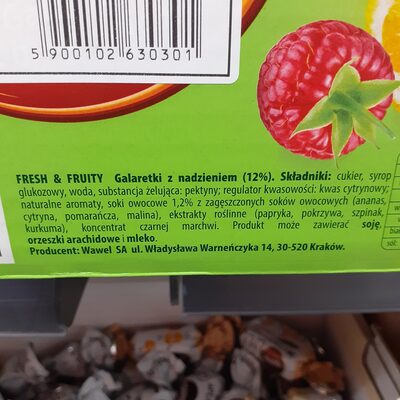 5 900102 630301
FRESH & FRUITY Galaretki z nadzieniem (12%). Składniki: cukier, syrop
glukozowy, woda, substancja żelująca: pektyny; regulator kwasowości: kwas cytrynowy;
naturalne aromaty, soki owocowe 1,2% z zagęszczonych soków owocowych (ananas,
cytryna, pomarańcza, malina), ekstrakty roślinne (papryka, pokrzywa, szpinak,
kurkuma), koncentrat czarnej marchwi. Produkt może zawierać soję,
orzeszki arachidowe i mleko.
Producent: Wawel SA ul. Władysława Warneńczyka 14, 30-520 Kraków.